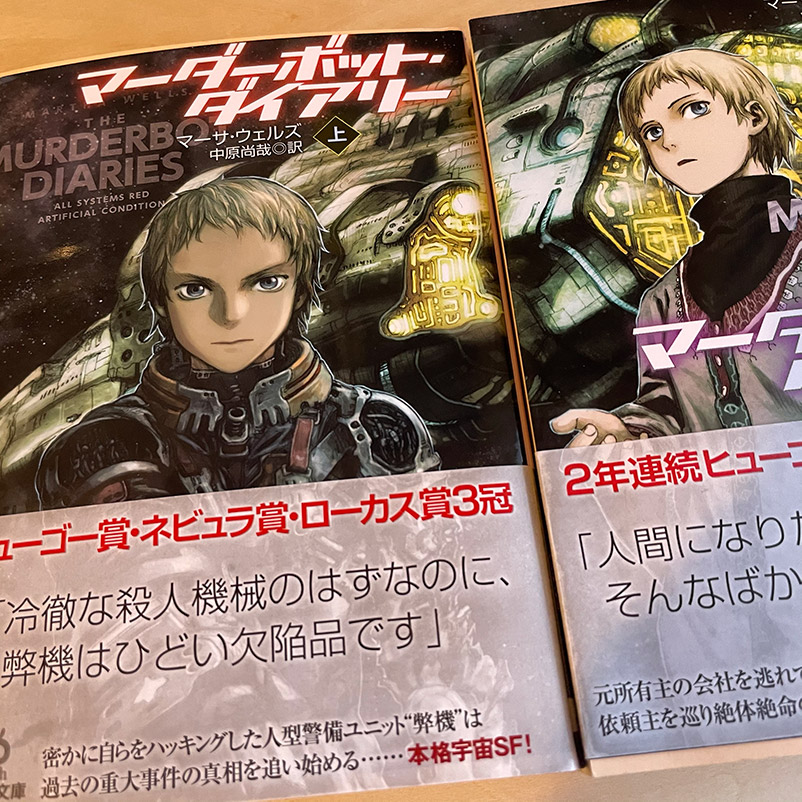 マーダーボット・
ダイアリー
MARTHA WELLS
THE
MURDERBO
DIARIES
ALL SYSTEMS RED
ARTIFICIAL CONDITION
マーサ・ウェルズ
中原尚哉◎訳
上
ューゴー賞・ネビュラ賞・ローカス賞3冠
「冷徹な殺人機械のはずなのに、
弊機はひどい欠陥品です」
密かに自らをハッキングした人型警備ユニット“弊機”は
過去の重大事件の真相を追い始める……本格宇宙SF!
6
th
文庫
マー
M
マーダ
2年連続ヒューゴ
「人間になりた
そんなばか
元所有主の会社を逃れて
依頼主を巡り絶体絶命の